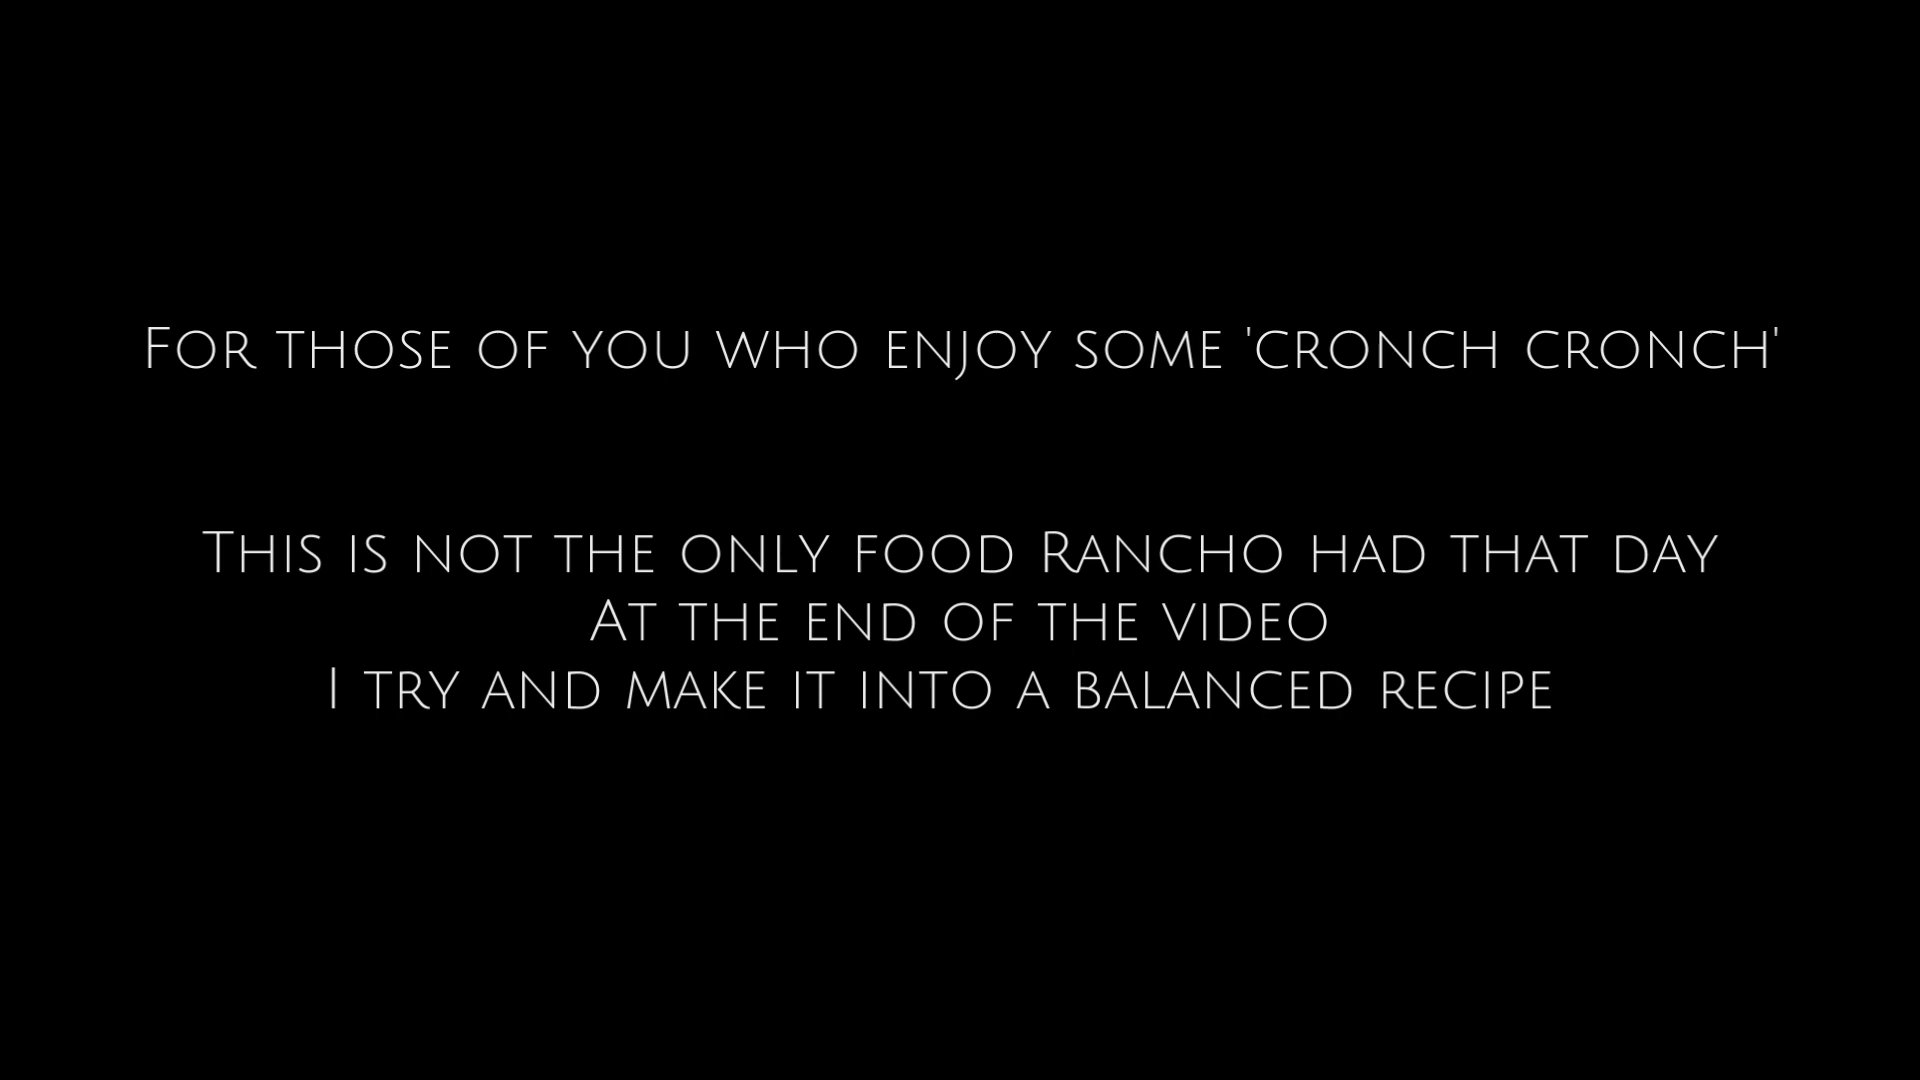 For those of you who enjoy some 'cronch cronch'
This is not the only food Rancho had that day
At the end of the video
I try and make it into a balanced recipe